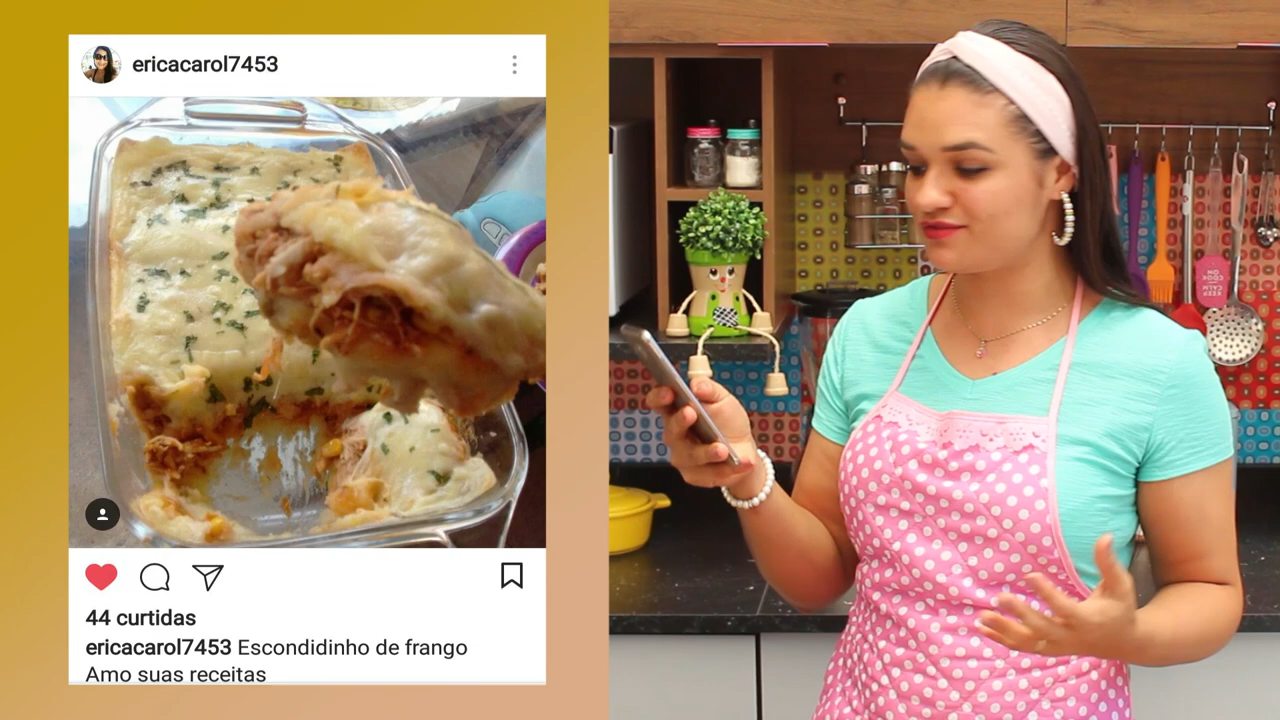 ericacarol7453
44 curtidas
ericacarol7453 Escondidinho de frango
Amo suas receitas